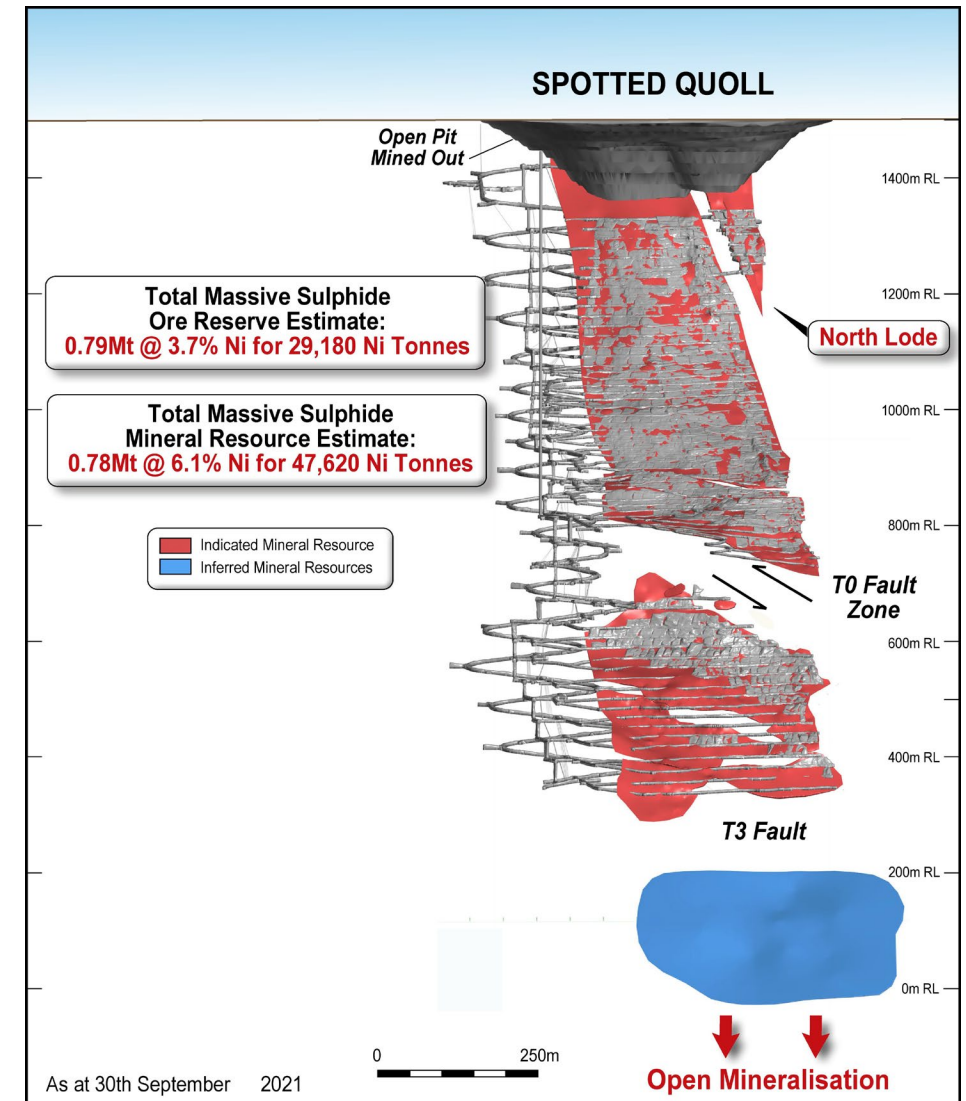 SPOTTED QUOLL
Open Pit
Mined Out
1400m RL
Total Massive Sulphide
Ore Reserve Estimate:
0.79Mt @ 3.7% Ni for 29,180 Ni Tonnes
1200m RL
North Lode
Total Massive Sulphide
Mineral Resource Estimate:
0.78Mt @ 6.1% Ni for 47,620 Ni Tonnes
1000m RL
800m RL
Indicated Mineral Resource
Inferred Mineral Resources
T0 Fault
Zone
600m RL
400m RL
T3 Fault
200m RL
0m RL
0 250m
Open Mineralisation
As at 30th September 2021